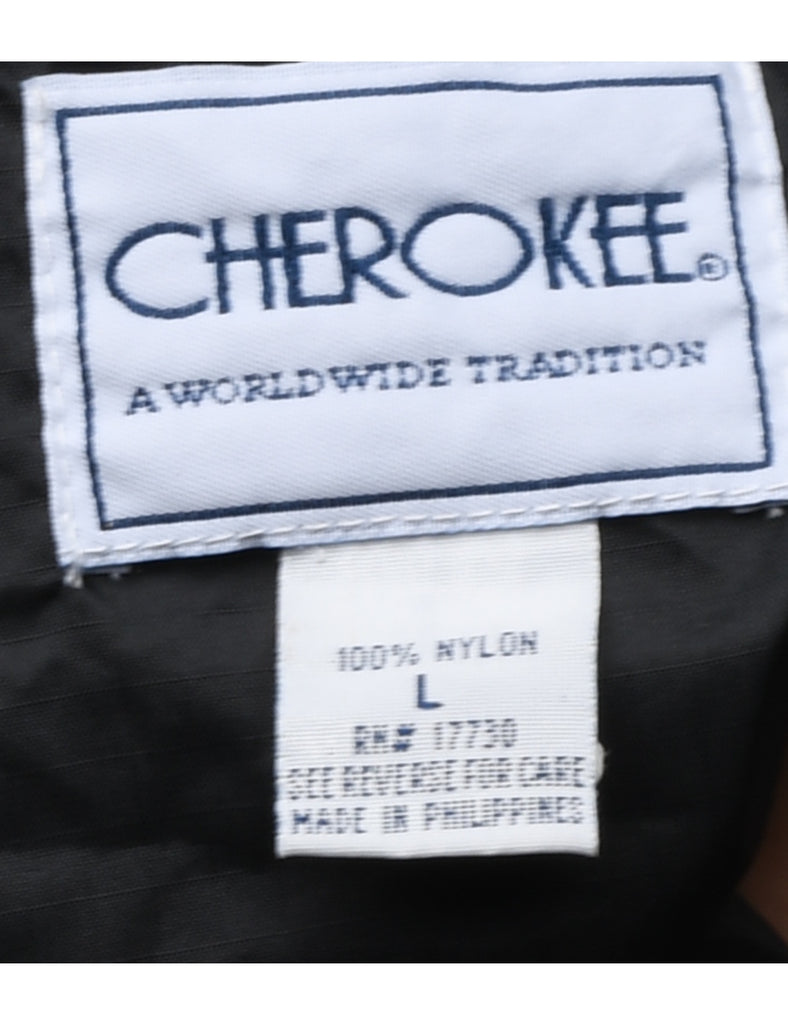 CHEROKEE®
A WORLDWIDE TRADITION
100% NYLON
L
RN# 17730
SEE REVERSE FOR CARE
MADE IN PHILIPPINES